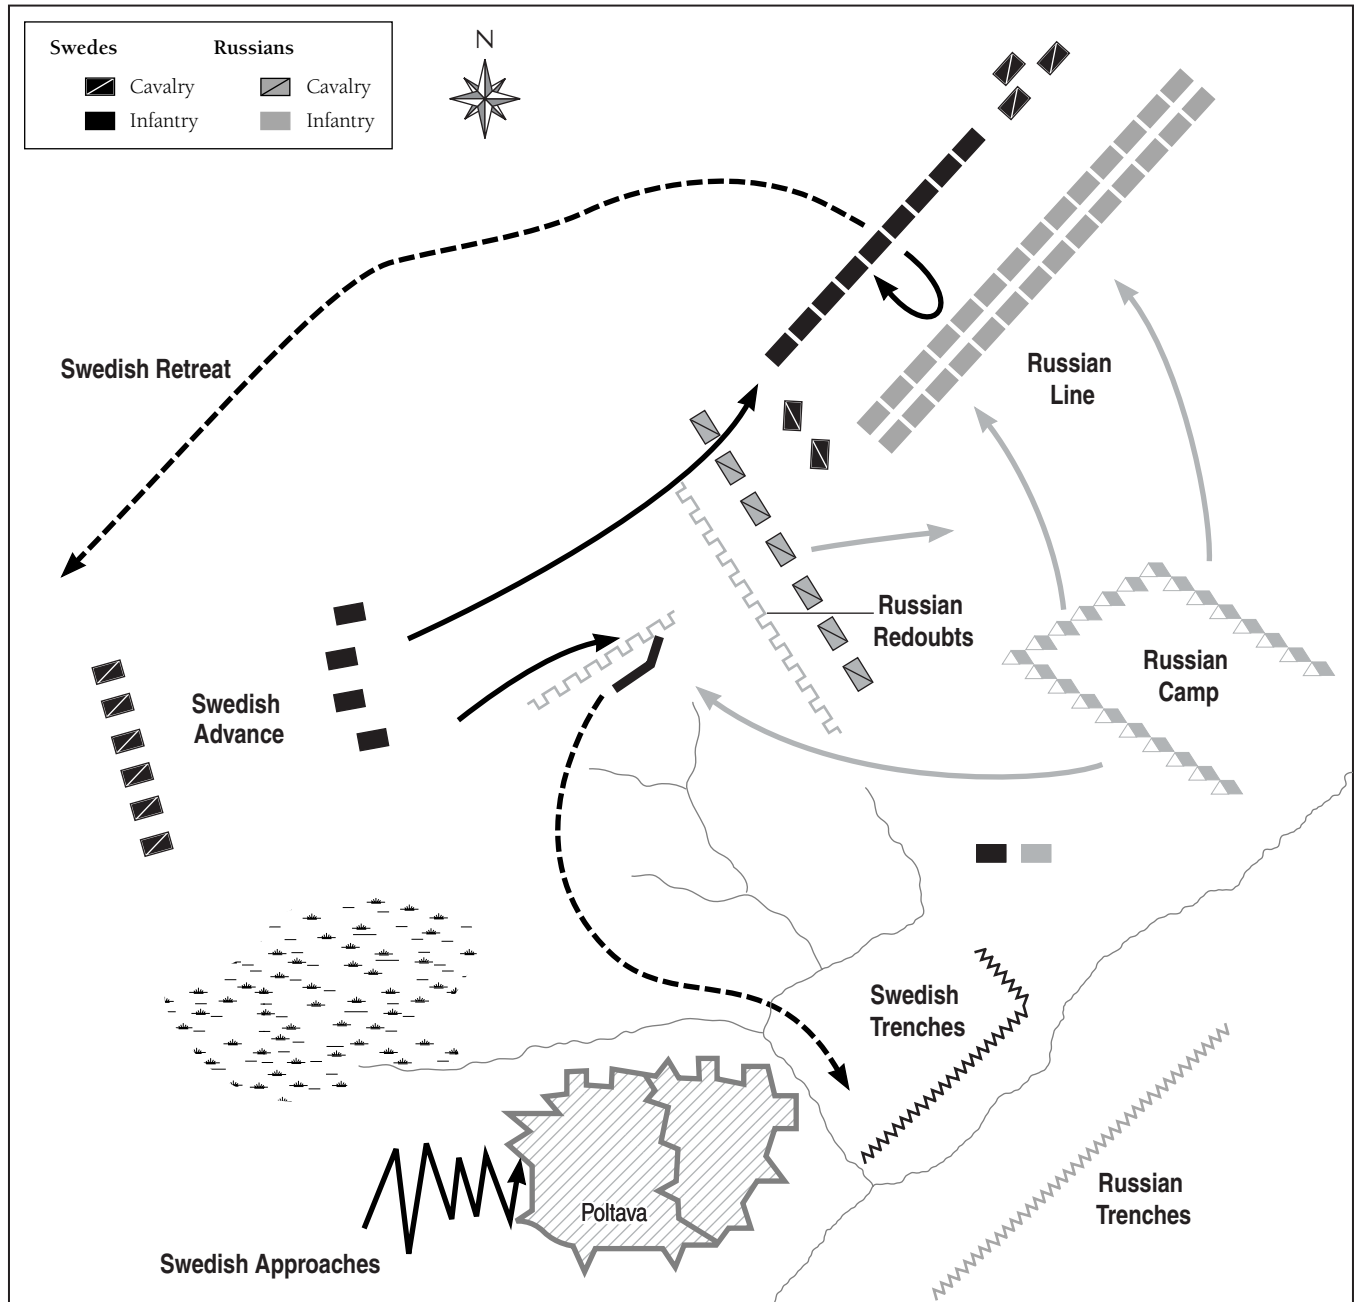 Swedes Russians
Cavalry Cavalry
Infantry Infantry
N
Swedish Retreat
Russian
Line
Russian
Redoubts
Russian
Camp
Swedish
Advance
Swedish
Trenches
Russian
Trenches
Poltava
Swedish Approaches